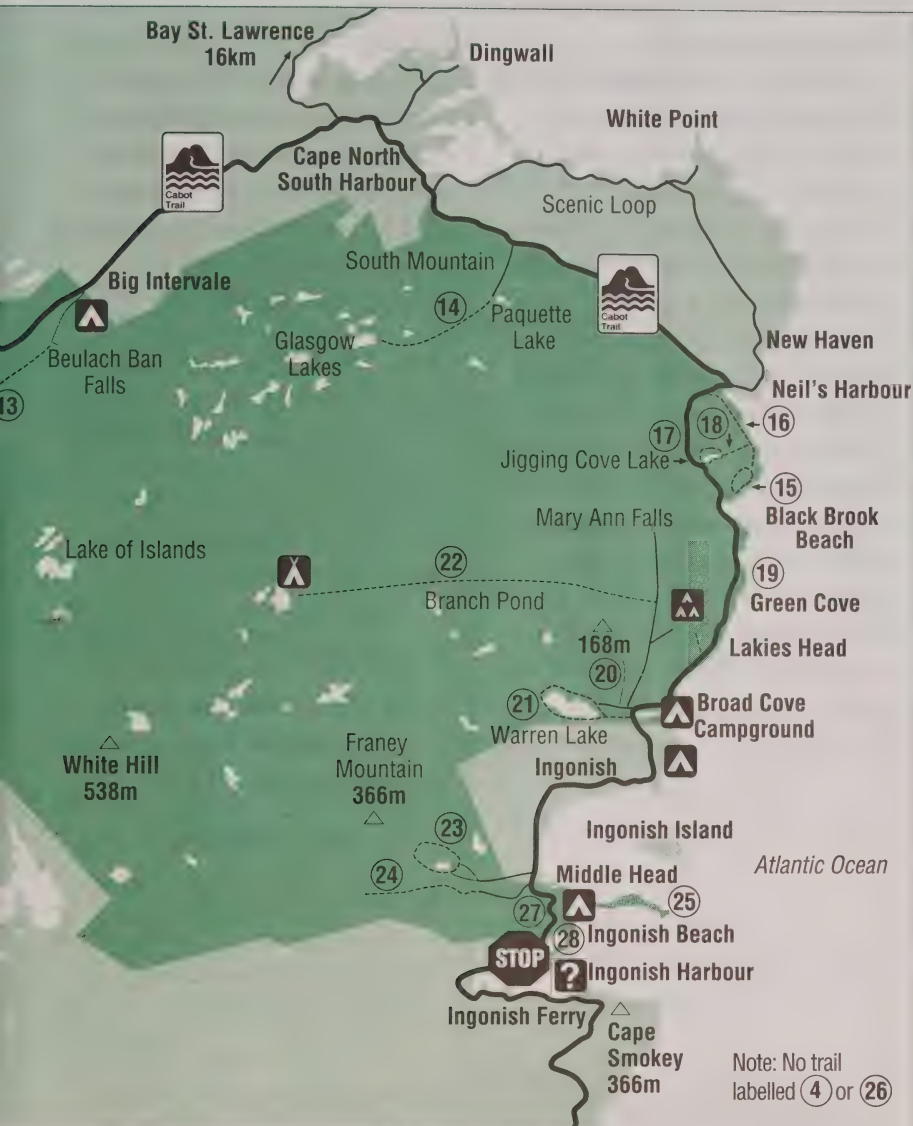 Bay St. Lawrence
16km
Dingwall
White Point
Cape North
South Harbour
Cabot
Trail
Scenic Loop
South Mountain
Big Intervale
14
Paquette
Lake
Cabot
Trail
Glasgow
Lakes
Beulach Ban
Falls
13
New Haven
Neil's Harbour
16
17
18
Jigging Cove Lake
15
Mary Ann Falls
Black Brook
Beach
Lake of Islands
22
19
Branch Pond
Green Cove
168m
Lakies Head
20
21
Broad Cove
Campground
Warren Lake
Ingonish
White Hill
538m
Franey
Mountain
366m
Ingonish Island
23
Atlantic Ocean
Middle Head
24
25
27
28
Ingonish Beach
STOP
?
Ingonish Harbour
Ingonish Ferry
Cape
Smokey
366m
Note: No trail
labelled 4 or 26